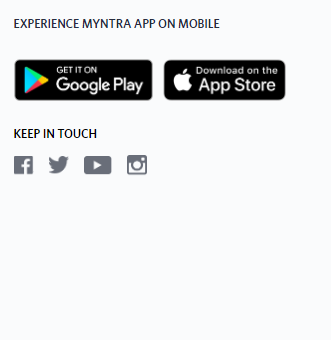 EXPERIENCE MYNTRA APP ON MOBILE
GET IT ON
Google Play
Download on the
App Store
KEEP IN TOUCH